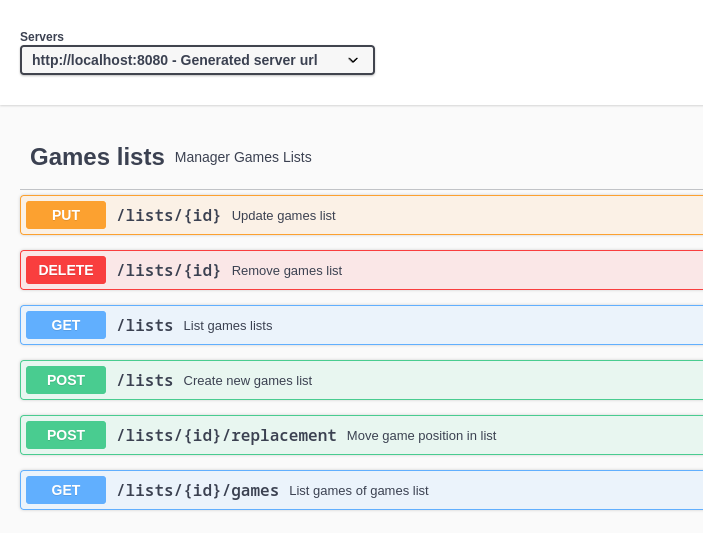 Servers
http://localhost:8080 - Generated server url
Games lists Manager Games Lists
PUT /lists/{id} Update games list
DELETE /lists/{id} Remove games list
GET /lists List games lists
POST /lists Create new games list
POST /lists/{id}/replacement Move game position in list
GET /lists/{id}/games List games of games list